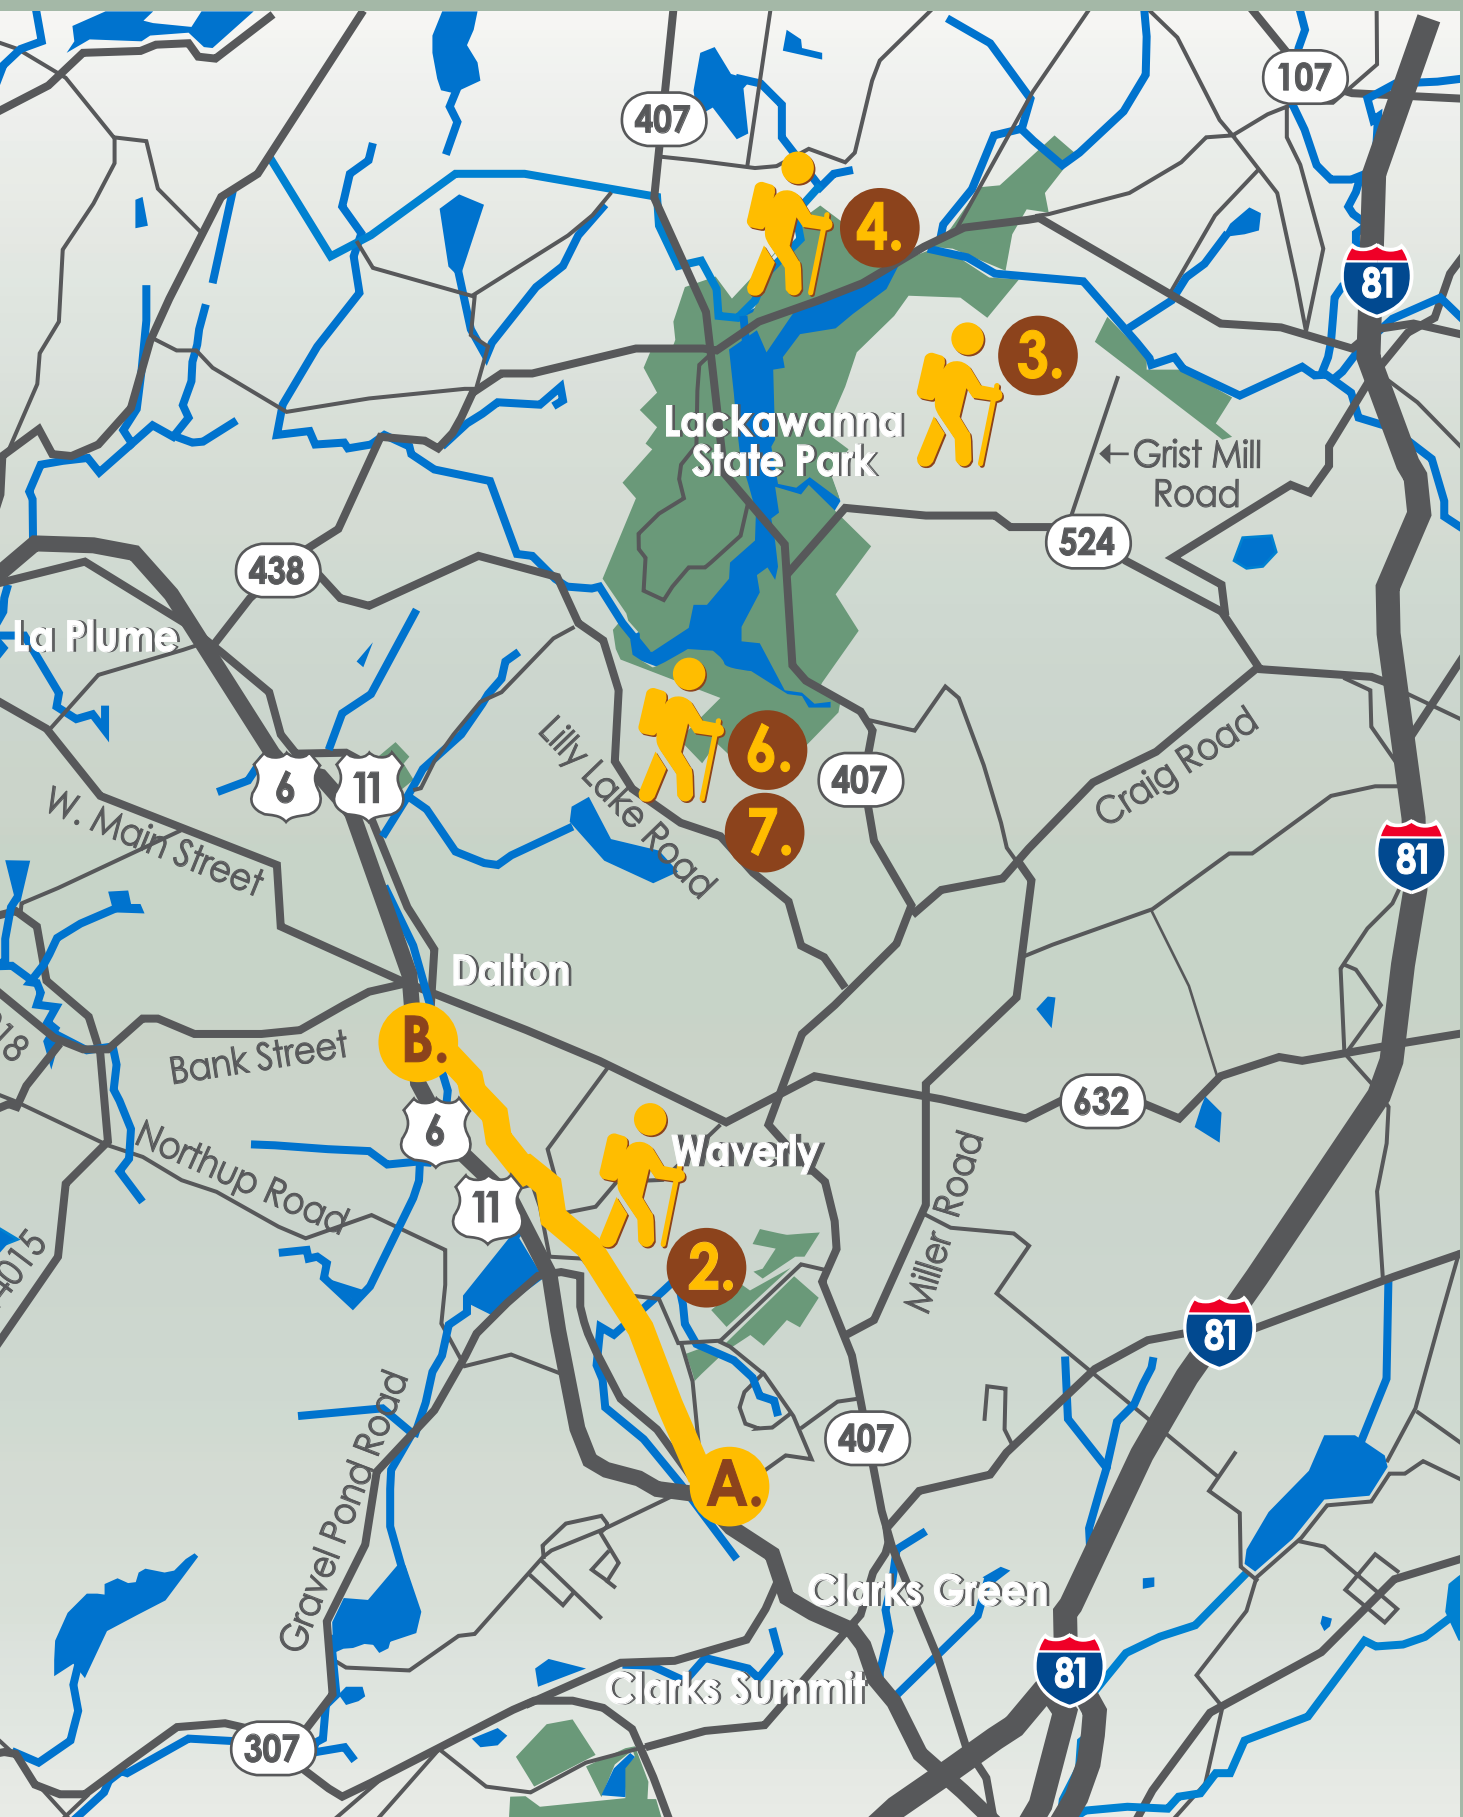 107
407
4.
81
3.
Lackawanna
State Park
Grist Mill
Road
524
438
La Plume
6
11
Lilly Lake Road
6.
7.
407
Craig Road
W. Main Street
81
Dalton
18
B.
Bank Street
632
6
Northup Road
Waverly
11
Miller Road
4015
2.
81
Gravel Pond Road
407
A.
Clarks Green
81
Clarks Summit
307